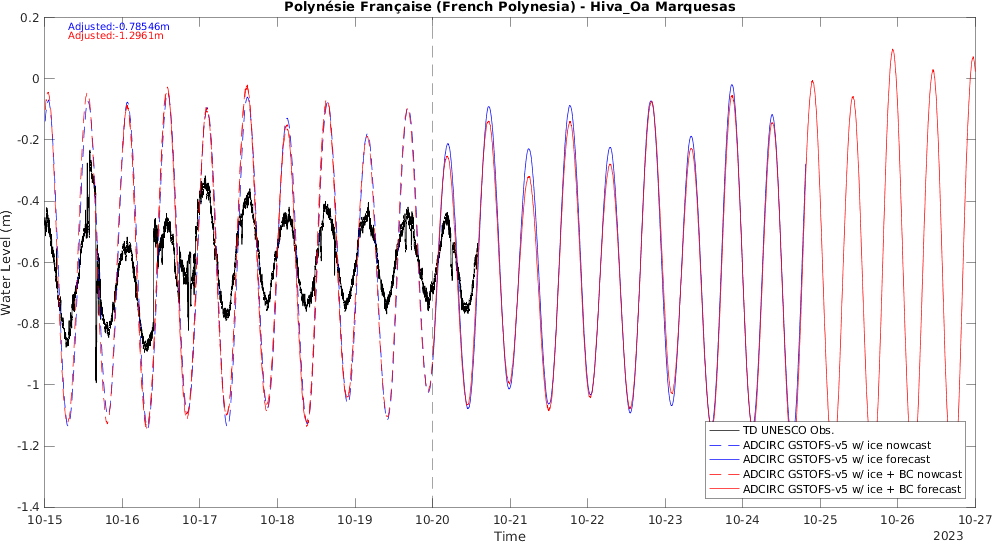 Polynésie Française (French Polynesia) - Hiva_Oa Marquesas
Adjusted:-0.78546m
Adjusted:-1.2961m
0.2
0
-0.2
-0.4
-0.6
-0.8
-1
-1.2
-1.4
Water Level (m)
TD UNESCO Obs.
ADCIRC GSTOFS-v5 w/ ice nowcast
ADCIRC GSTOFS-v5 w/ ice forecast
ADCIRC GSTOFS-v5 w/ ice + BC nowcast
ADCIRC GSTOFS-v5 w/ ice + BC forecast
10-15 10-16 10-17 10-18 10-19 10-20 10-21 10-22 10-23 10-24 10-25 10-26 10-27
Time
2023